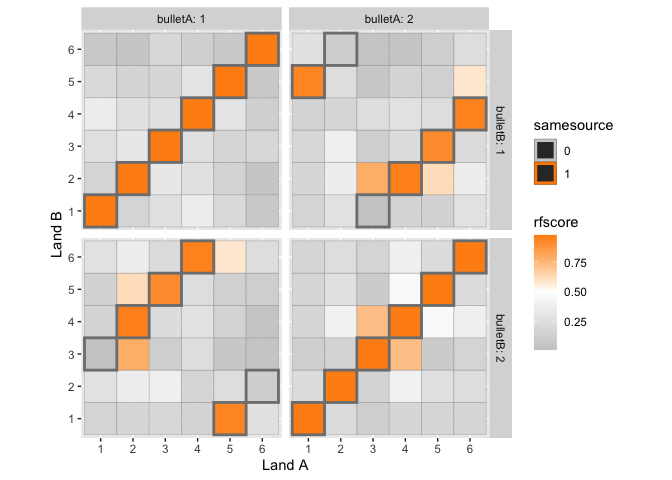 bulletA: 1
bulletA: 2
6
5
4
3
2
1
bulletB: 1
6
5
4
3
2
1
bulletB: 2
Land B
1 2 3 4 5 6
1 2 3 4 5 6
Land A
samesource
0
1
rfscore
0.75
0.50
0.25